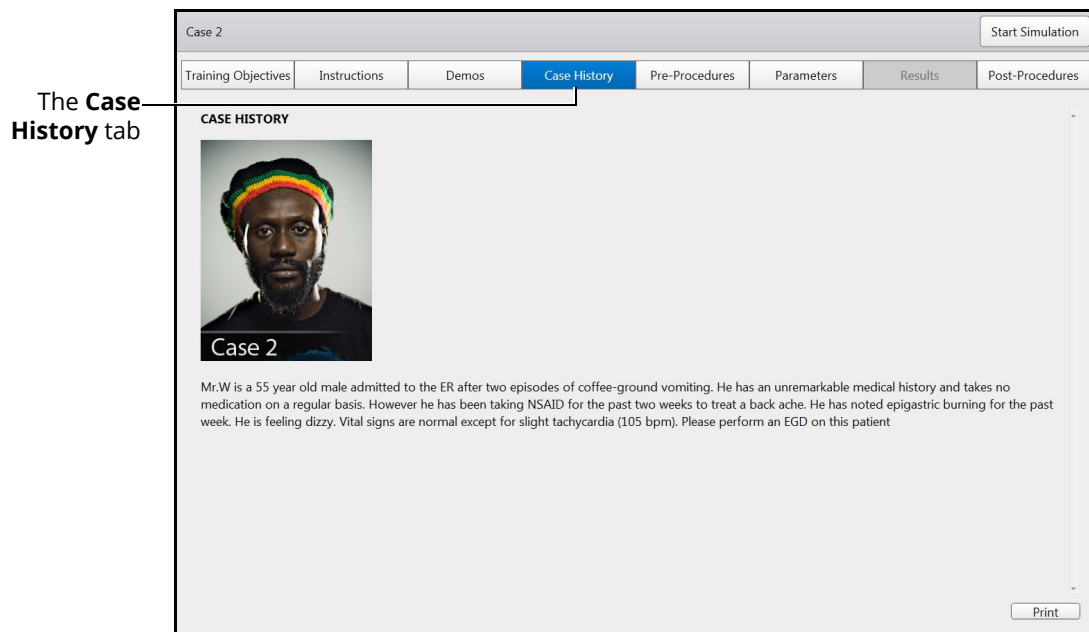 Case 2
Start Simulation
Training Objectives
Instructions
Demos
Case History
Pre-Procedures
Parameters
Results
Post-Procedures
The Case
History tab
CASE HISTORY
Case 2
Mr.W is a 55 year old male admitted to the ER after two episodes of coffee-ground vomiting. He has an unremarkable medical history and takes no
medication on a regular basis. However he has been taking NSAID for the past two weeks to treat a back ache. He has noted epigastric burning for the past
week. He is feeling dizzy. Vital signs are normal except for slight tachycardia (105 bpm). Please perform an EGD on this patient
Print